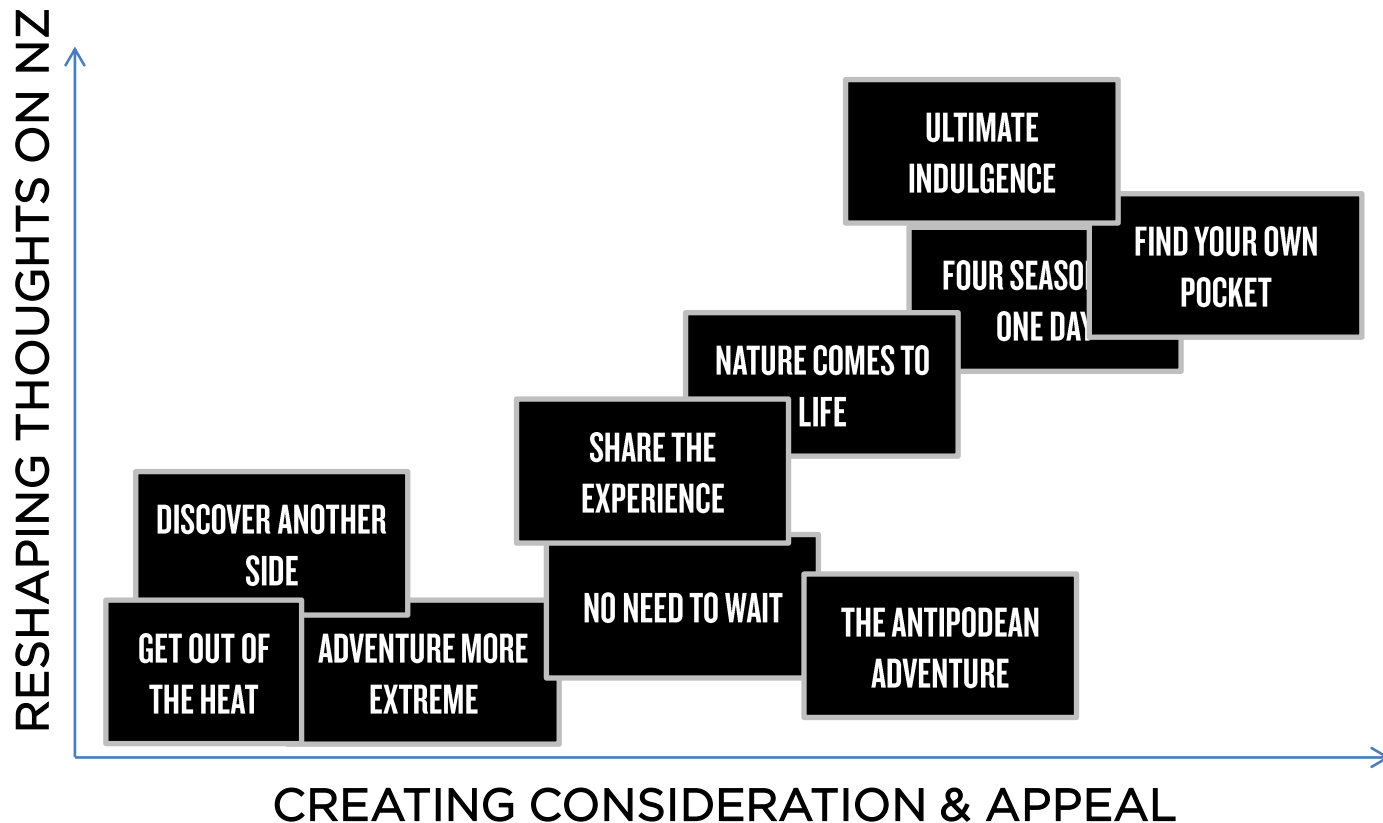 RESHAPING THOUGHTS ON NZ
ULTIMATE
INDULGENCE
FIND YOUR OWN
POCKET
FOUR
ONE DAY
NATURE COMES TO
LIFE
SHARE THE
EXPERIENCE
DISCOVER ANOTHER
SIDE
NO NEED TO WAIT
THE ANTIPODEAN
ADVENTURE
GET OUT OF
THE HEAT
ADVENTURE MORE
EXTREME
CREATING CONSIDERATION & APPEAL